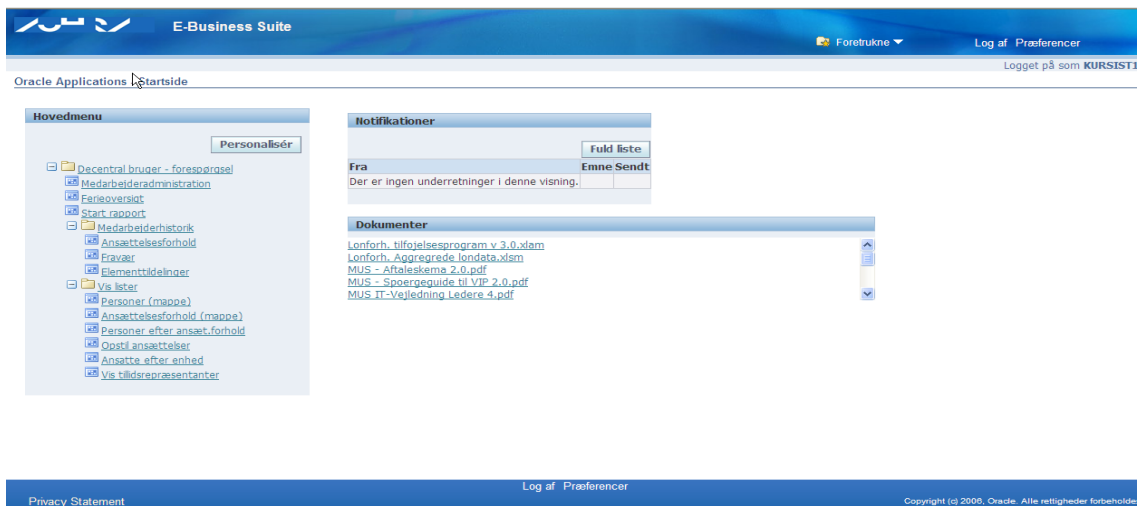 E-Business Suite
Foretrukne
Log af Præferencer
Logget på som KURSIST1
Oracle Applications Startside
Hovedmenu
Personalisér
Decentral bruger - forespørgsel
Medarbejderadministration
Ferieoversigt
Start rapport
Medarbejderhistorik
Ansættelsesforhold
Fravær
Elementtildelinger
Vis lister
Personer (mappe)
Ansættelsesforhold (mappe)
Personer efter ansæt.forhold
Opstil ansættelser
Ansatte efter enhed
Vis tillidsrepræsentanter
Notifikationer
Fuld liste
Fra Emne Sendt
Der er ingen underretninger i denne visning.
Dokumenter
Lonforh. tilfojelsesprogram v 3.0.xlam
Lonforh. Aggregrede londata.xlsm
MUS - Aftaleskema 2.0.pdf
MUS - Spoergeguide til VIP 2.0.pdf
MUS IT-Vejledning Ledere 4.pdf
Log af Præferencer
Privacy Statement
Copyright (c) 2006, Oracle. Alle rettigheder forbeholdes